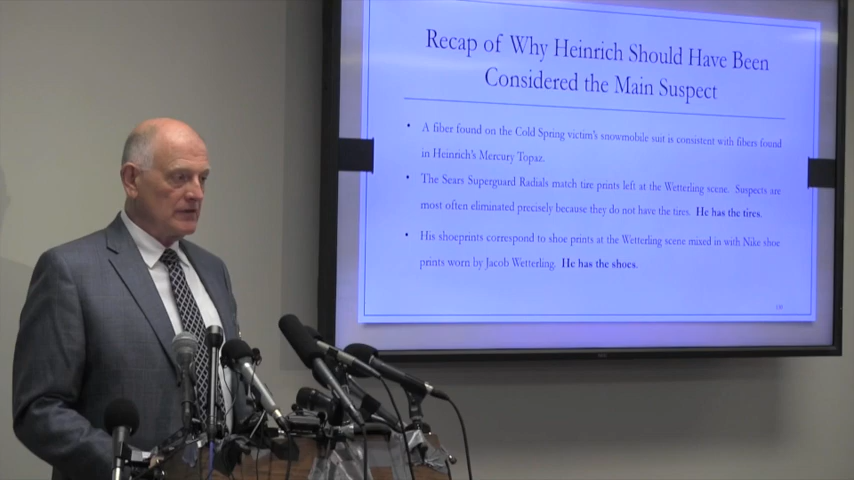 Recap of Why Heinrich Should Have Been
Considered the Main Suspect
• A fiber found on the Cold Spring victim's snowmobile suit is consistent with fibers found
in Heinrich's Mercury Topaz.
• The Sears Superguard Radials match tire prints left at the Wetterling scene. Suspects are
most often eliminated precisely because they do not have the tires. He has the tires.
• His shoeprints correspond to shoe prints at the Wetterling scene mixed in with Nike shoe
prints worn by Jacob Wetterling. He has the shoes.